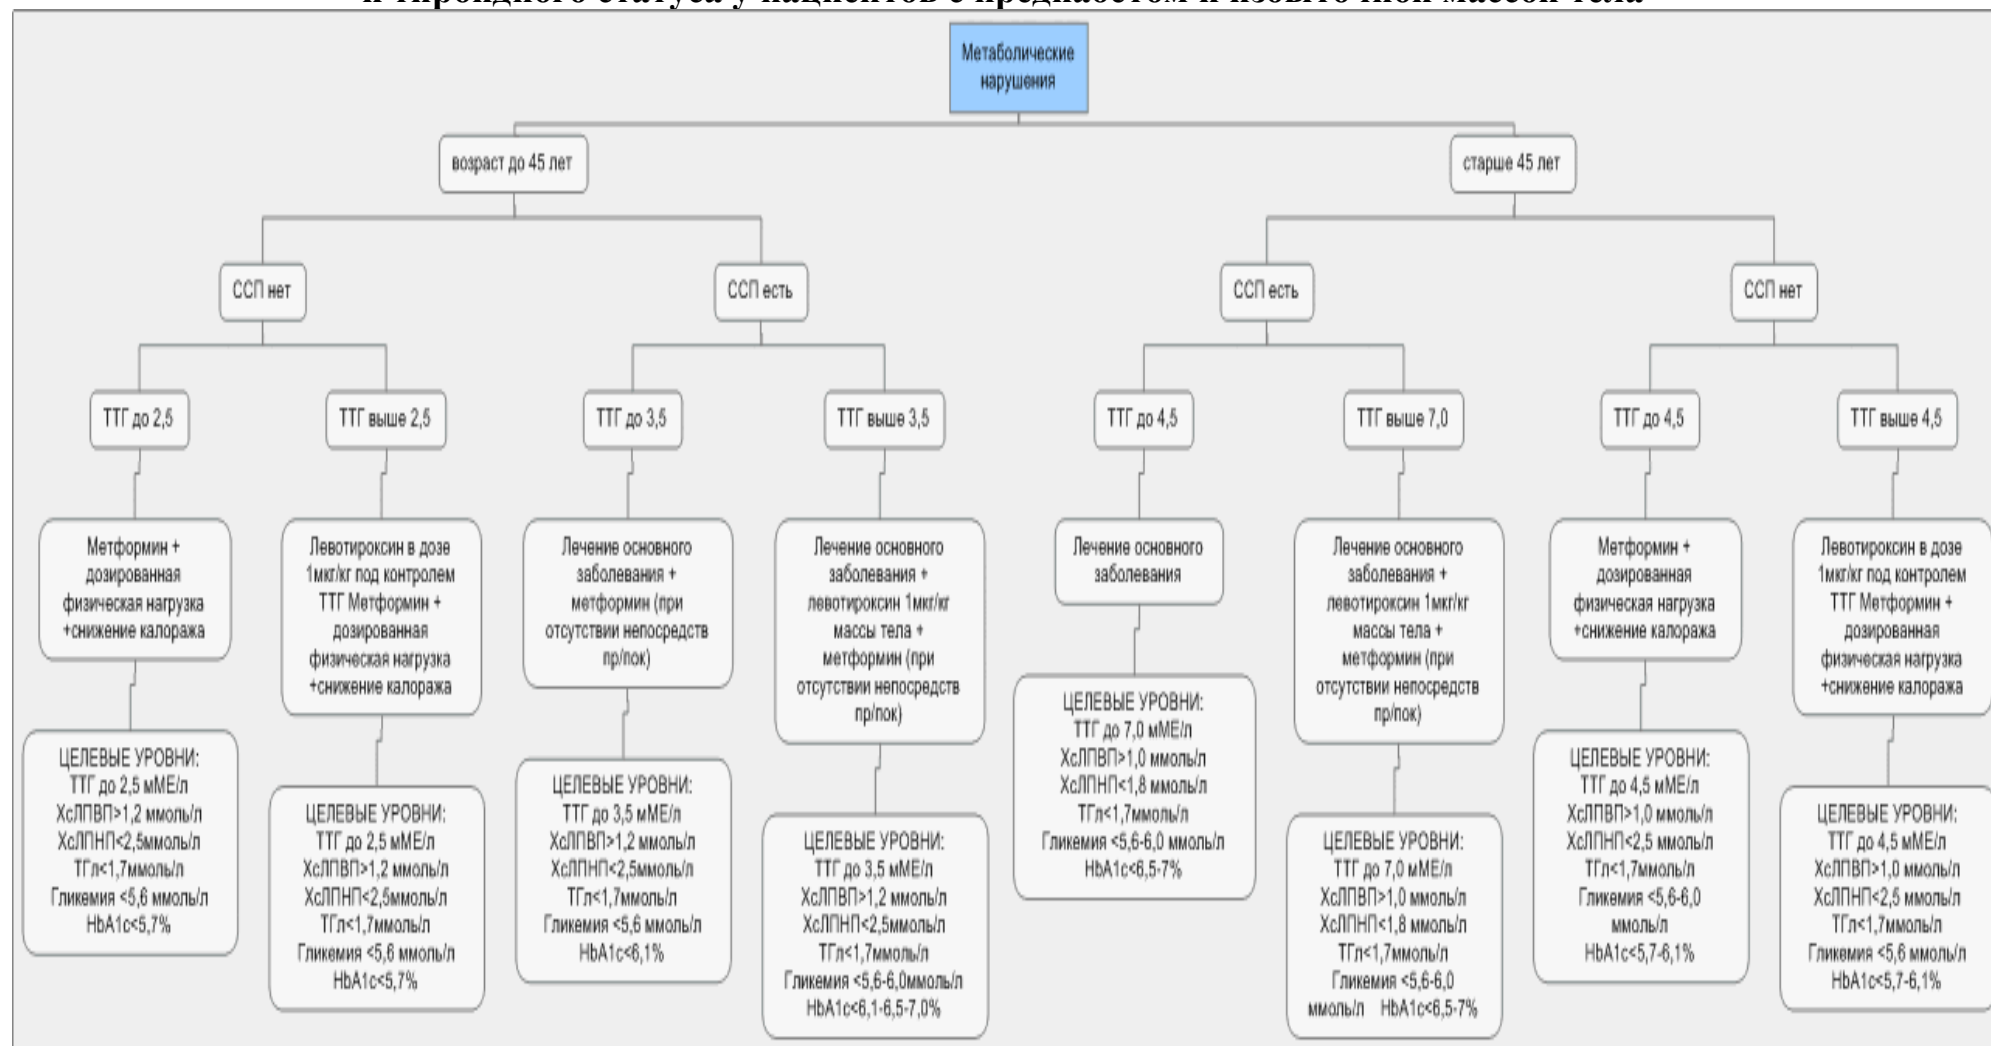 и тиройдного статуса у пациентов с предиабетом и избыточной массой тела
Метаболические
нарушения
возраст до 45 лет
старше 45 лет
ССП нет
ССП есть
ССП есть
ССП нет
ТТГ до 2,5
ТТГ выше 2,5
ТТГ до 3,5
ТТГ выше 3,5
ТТГ до 4,5
ТТГ выше 7,0
ТТГ до 4,5
ТТГ выше 4,5
Метформин +
дозированная
физическая нагрузка
+снижение калоража
Левотироксин в дозе
1мкг/кг под контролем
ТТГ Метформин +
дозированная
физическая нагрузка
+снижение калоража
Лечение основного
заболевания +
метформин (при
отсутствии непосредств
пр/пок)
Лечение основного
заболевания +
левотироксин 1мкг/кг
массы тела +
метформин (при
отсутствии непосредств
пр/пок)
Лечение основного
заболевания
Лечение основного
заболевания +
левотироксин 1мкг/кг
массы тела +
метформин (при
отсутствии непосредств
пр/пок)
Метформин +
дозированная
физическая нагрузка
+снижение калоража
Левотироксин в дозе
1мкг/кг под контролем
ТТГ Метформин +
дозированная
физическая нагрузка
+снижение калоража
ЦЕЛЕВЫЕ УРОВНИ:
ТТГ до 2,5 мМЕ/л
ХсЛПВП>1,2 ммоль/л
ХсЛПНП<2,5ммоль/л
ТГл<1,7ммоль/л
Гликемия <5,6 ммоль/л
HbA1c<5,7%
ЦЕЛЕВЫЕ УРОВНИ:
ТТГ до 2,5 мМЕ/л
ХсЛПВП>1,2 ммоль/л
ХсЛПНП<2,5ммоль/л
ТГл<1,7ммоль/л
Гликемия <5,6 ммоль/л
HbA1c<5,7%
ЦЕЛЕВЫЕ УРОВНИ:
ТТГ до 3,5 мМЕ/л
ХсЛПВП>1,2 ммоль/л
ХсЛПНП<2,5ммоль/л
ТГл<1,7ммоль/л
Гликемия <5,6 ммоль/л
HbA1c<6,1%
ЦЕЛЕВЫЕ УРОВНИ:
ТТГ до 3,5 мМЕ/л
ХсЛПВП>1,2 ммоль/л
ХсЛПНП<2,5ммоль/л
ТГл<1,7ммоль/л
Гликемия <5,6-6,0ммоль/л
HbA1c<6,1-6,5-7,0%
ЦЕЛЕВЫЕ УРОВНИ:
ТТГ до 7,0 мМЕ/л
ХсЛПВП>1,0 ммоль/л
ХсЛПНП<1,8 ммоль/л
ТГл<1,7ммоль/л
Гликемия <5,6-6,0 ммоль/л
HbA1c<6,5-7%
ЦЕЛЕВЫЕ УРОВНИ:
ТТГ до 7,0 мМЕ/л
ХсЛПВП>1,0 ммоль/л
ХсЛПНП<1,8 ммоль/л
ТГл<1,7ммоль/л
Гликемия <5,6-6,0
ммоль/л HbA1c<6,5-7%
ЦЕЛЕВЫЕ УРОВНИ:
ТТГ до 4,5 мМЕ/л
ХсЛПВП>1,0 ммоль/л
ХсЛПНП<2,5 ммоль/л
ТГл<1,7ммоль/л
Гликемия <5,6-6,0
ммоль/л
HbA1c<5,7-6,1%
ЦЕЛЕВЫЕ УРОВНИ:
ТТГ до 4,5 мМЕ/л
ХсЛПВП>1,0 ммоль/л
ХсЛПНП<2,5 ммоль/л
ТГл<1,7ммоль/л
Гликемия <5,6 ммоль/л
HbA1c<5,7-6,1%